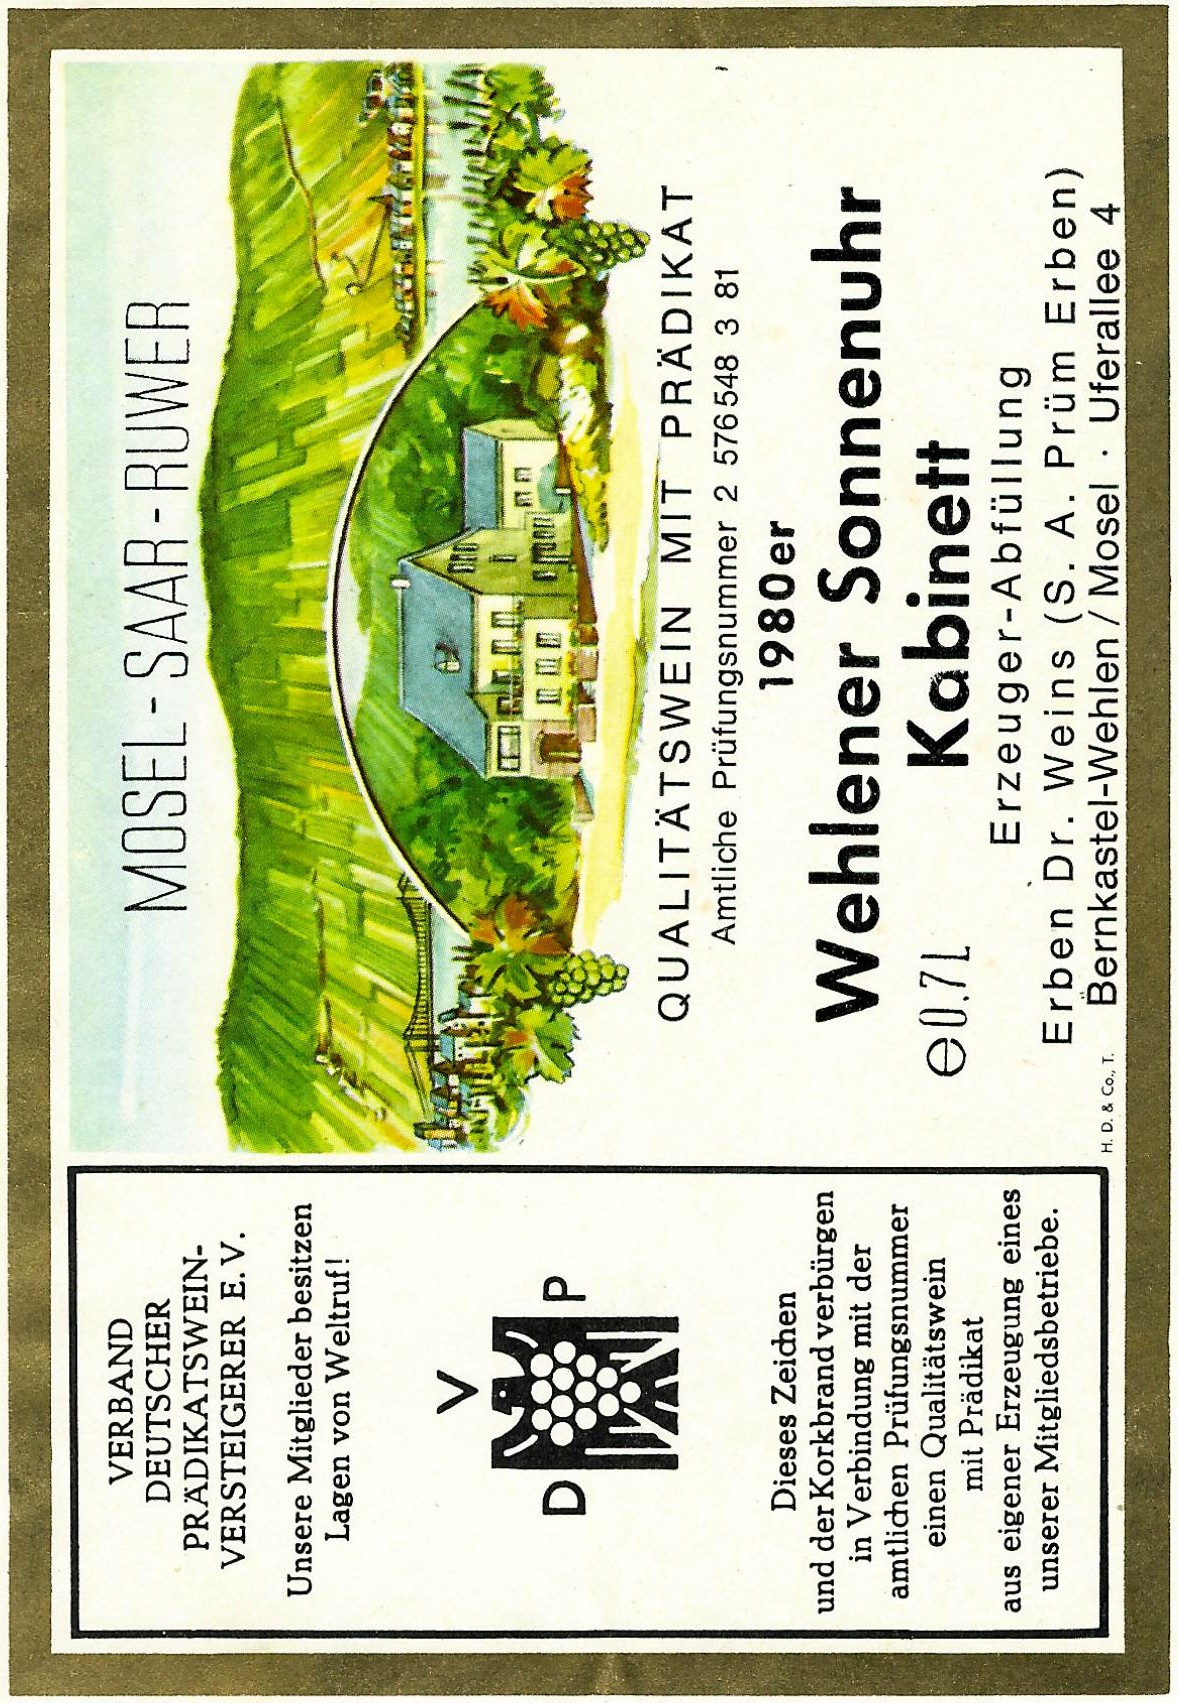 VERBAND
DEUTSCHER
PRÄDIKATSWEIN-
VERSTEIGERER E. V.
Unsere Mitglieder besitzen
Lagen von Weltruf!
V
D P
Dieses Zeichen
und der Korkbrand verbürgen
in Verbindung mit der
amtlichen Prüfungsnummer
einen Qualitätswein
mit Prädikat
aus eigener Erzeugung eines
unserer Mitgliedsbetriebe.
MOSEL-SAAR-RUWER
QUALITÄTSWEIN MIT PRÄDIKAT
Amtliche Prüfungsnummer 2 576 548 3 81
1980er
Wehlener Sonnenuhr
Kabinett
e 0,7L
Erzeuger-Abfüllung
Erben Dr. Weins (S. A. Prüm Erben)
Bernkastel-Wehlen / Mosel · Uferallee 4
H. D. & Co., T.